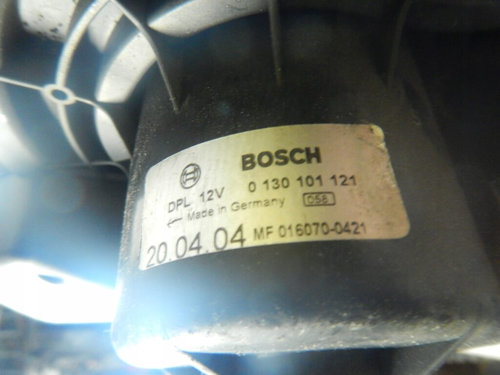 BOSCH
DPL 12V 0 130 101 121
Made in Germany 058
20.04.04 MF 016070-0421